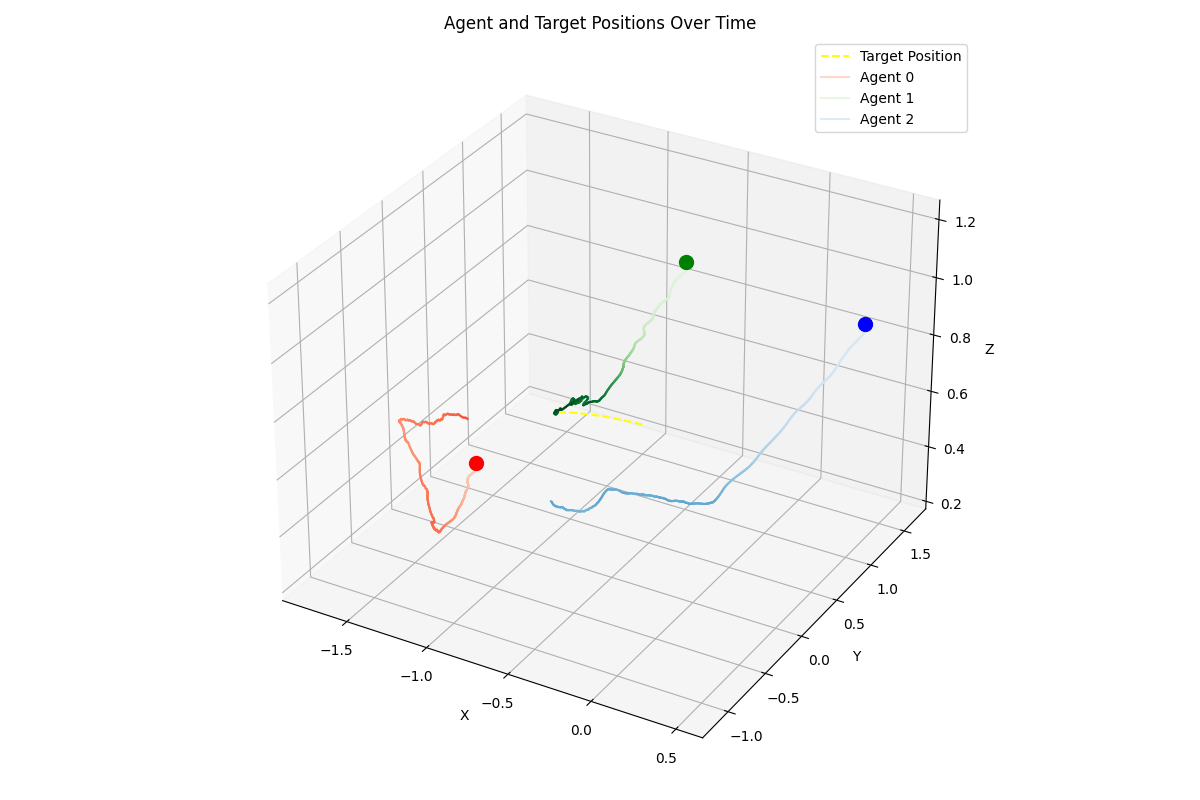 Agent and Target Positions Over Time
Target Position
Agent 0
Agent 1
Agent 2
1.2
1.0
0.8
0.6
0.4
0.2
Z
1.5
1.0
0.5
0.0
−0.5
−1.0
Y
−1.5
−1.0
−0.5
0.0
0.5
X